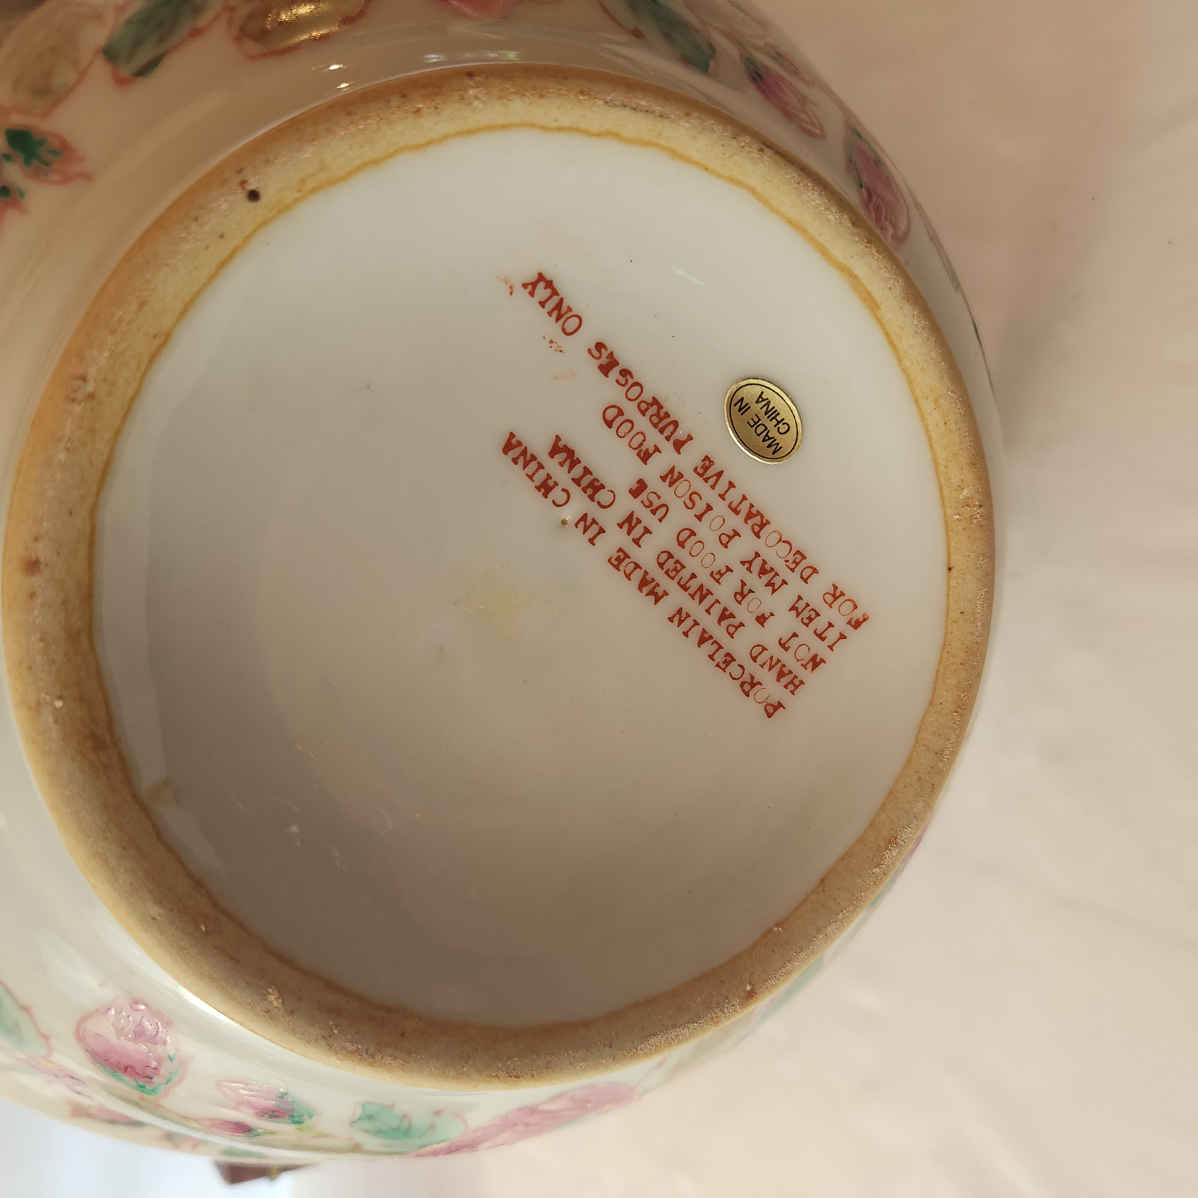 PORCELAIN MADE IN CHINA
HAND PAINTED IN CHINA
NOT FOR FOOD USE
ITEM MAY POISON FOOD
FOR DECORATIVE PURPOSES ONLY
MADE IN
CHINA